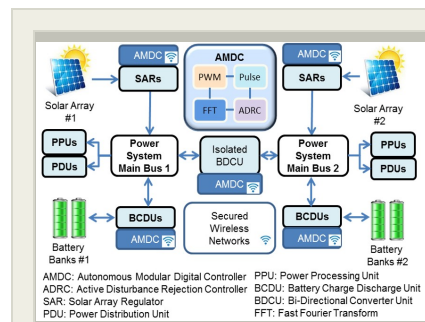 AMDC
AMDC
AMDC
SARs
PWM
Pulse
SARs
FFT
ADRC
Solar Array
#1
Solar Array
#2
PPUs
PDUs
Power
System
Main Bus 1
Isolated
BDCU
AMDC
Power
System
Main Bus 2
PPUs
PDUs
BCDUs
AMDC
Secured
Wireless
Networks
BCDUs
AMDC
Battery
Banks #1
Battery
Banks #2
AMDC: Autonomous Modular Digital Controller
ADRC: Active Disturbance Rejection Controller
SAR: Solar Array Regulator
PDU: Power Distribution Unit
PPU: Power Processing Unit
BCDU: Battery Charge Discharge Unit
BDCU: Bi-Directional Converter Unit
FFT: Fast Fourier Transform